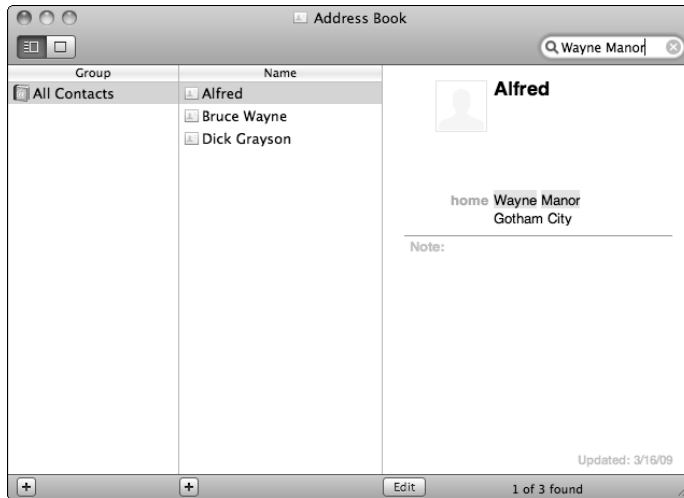 Address Book
Wayne Manor
Group
Name
All Contacts
Alfred
Bruce Wayne
Dick Grayson
Alfred
home Wayne Manor
Gotham City
Note:
Updated: 3/16/09
Edit
1 of 3 found